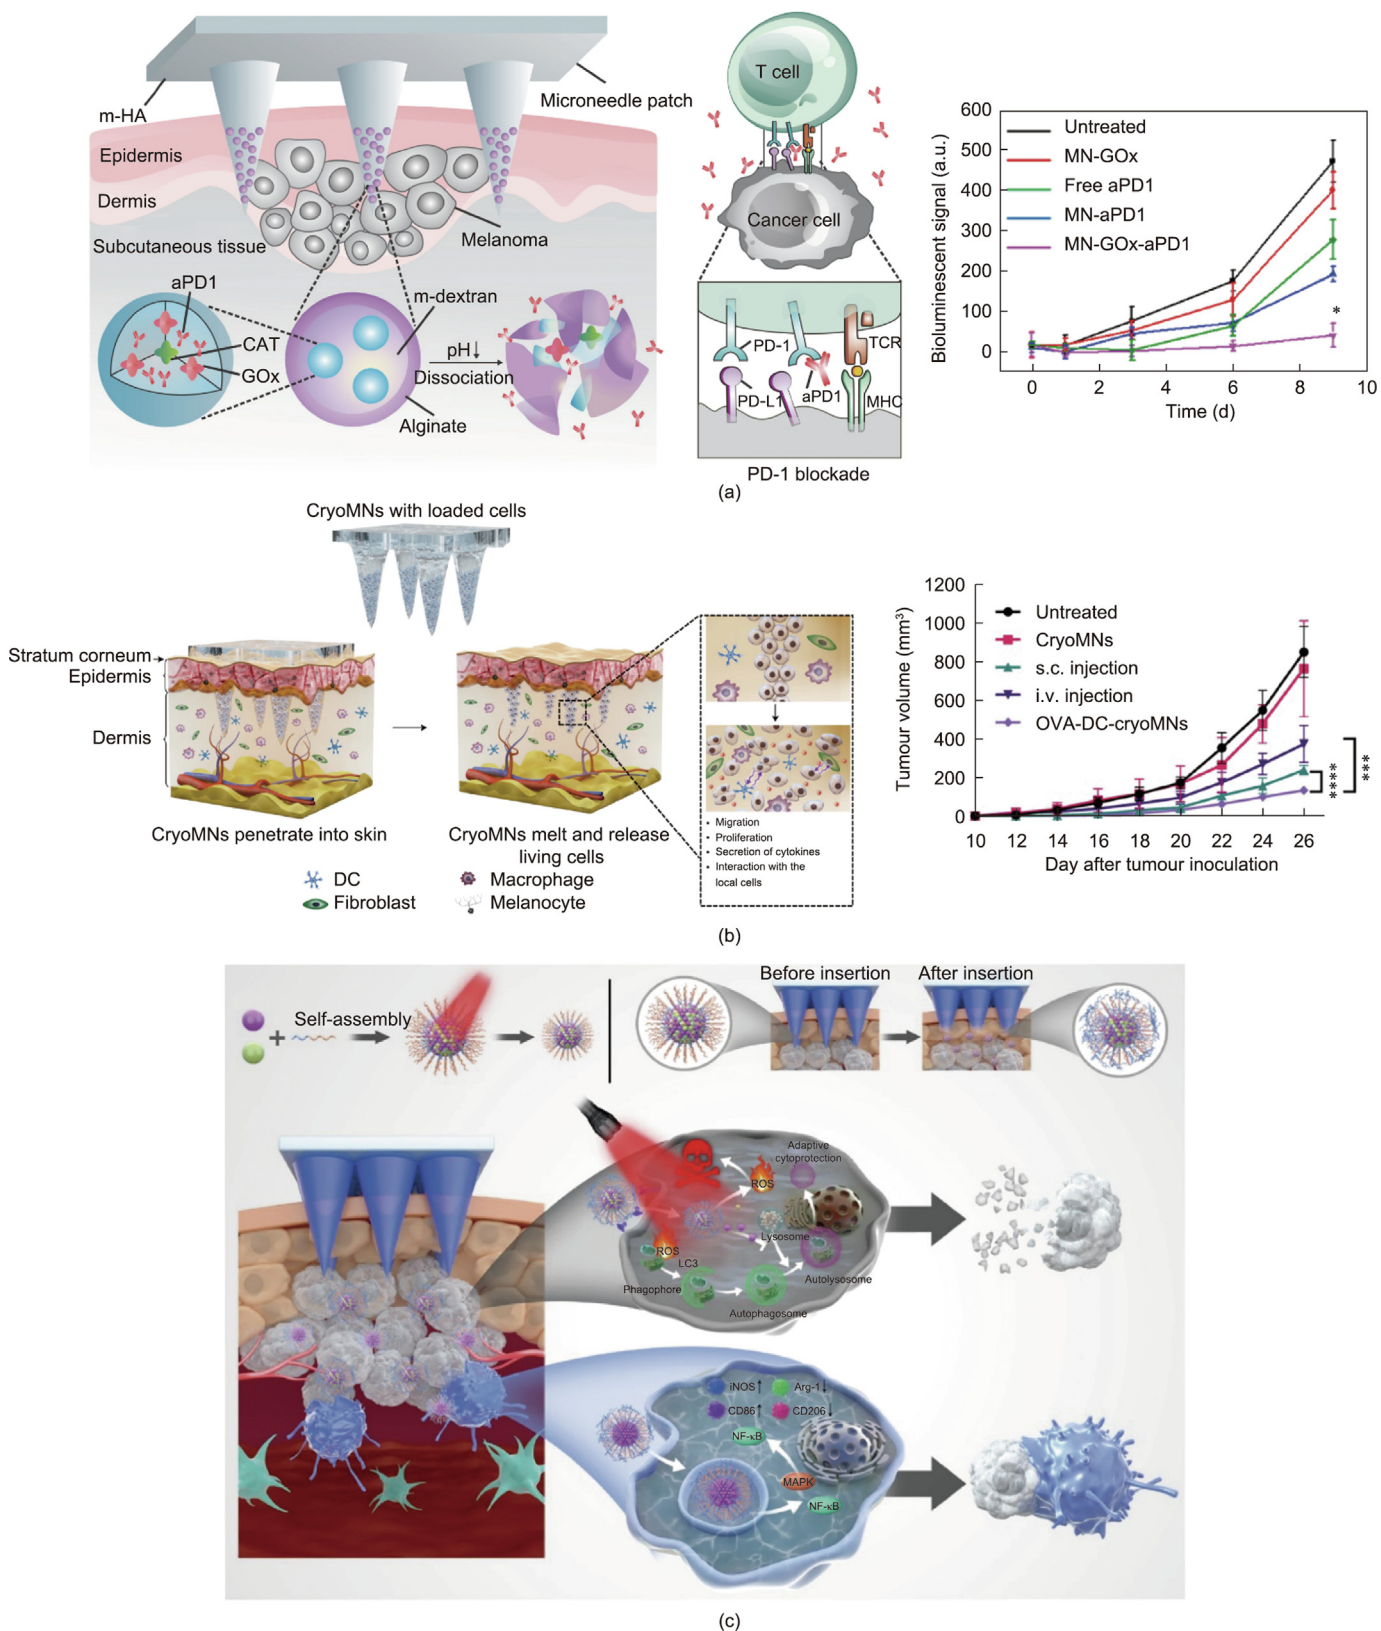 m-HA
Microneedle patch
Epidermis
Dermis
Subcutaneous tissue
Melanoma
aPD1
CAT
GOx
m-dextran
pH↓
Dissociation
Alginate
T cell
Cancer cell
PD-1
TCR
PD-L1
aPD1
MHC
PD-1 blockade
600
500
400
300
200
100
0
Bioluminescent signal (a.u.)
Untreated
MN-GOx
Free aPD1
MN-aPD1
MN-GOx-aPD1
*
0 2 4 6 8 10
Time (d)
(a)
CryoMNs with loaded cells
Stratum corneum
Epidermis
Dermis
CryoMNs penetrate into skin
CryoMNs melt and release
living cells
DC
Macrophage
Fibroblast
Melanocyte
• Migration
• Proliferation
• Secretion of cytokines
• Interaction with the
local cells
1200
1000
800
600
400
200
0
Tumour volume (mm³)
Untreated
CryoMNs
s.c. injection
i.v. injection
OVA-DC-cryoMNs
****
***
10 12 14 16 18 20 22 24 26
Day after tumour inoculation
(b)
Self-assembly
+
Before insertion
After insertion
Adaptive
cytoprotection
ROS
Lysosome
ROS
LC3
Phagophore
Autolysosome
Autophagosome
iNOS↑
Arg-1↓
CD86↑
CD206↓
NF-κB
MAPK
NF-κB
(c)